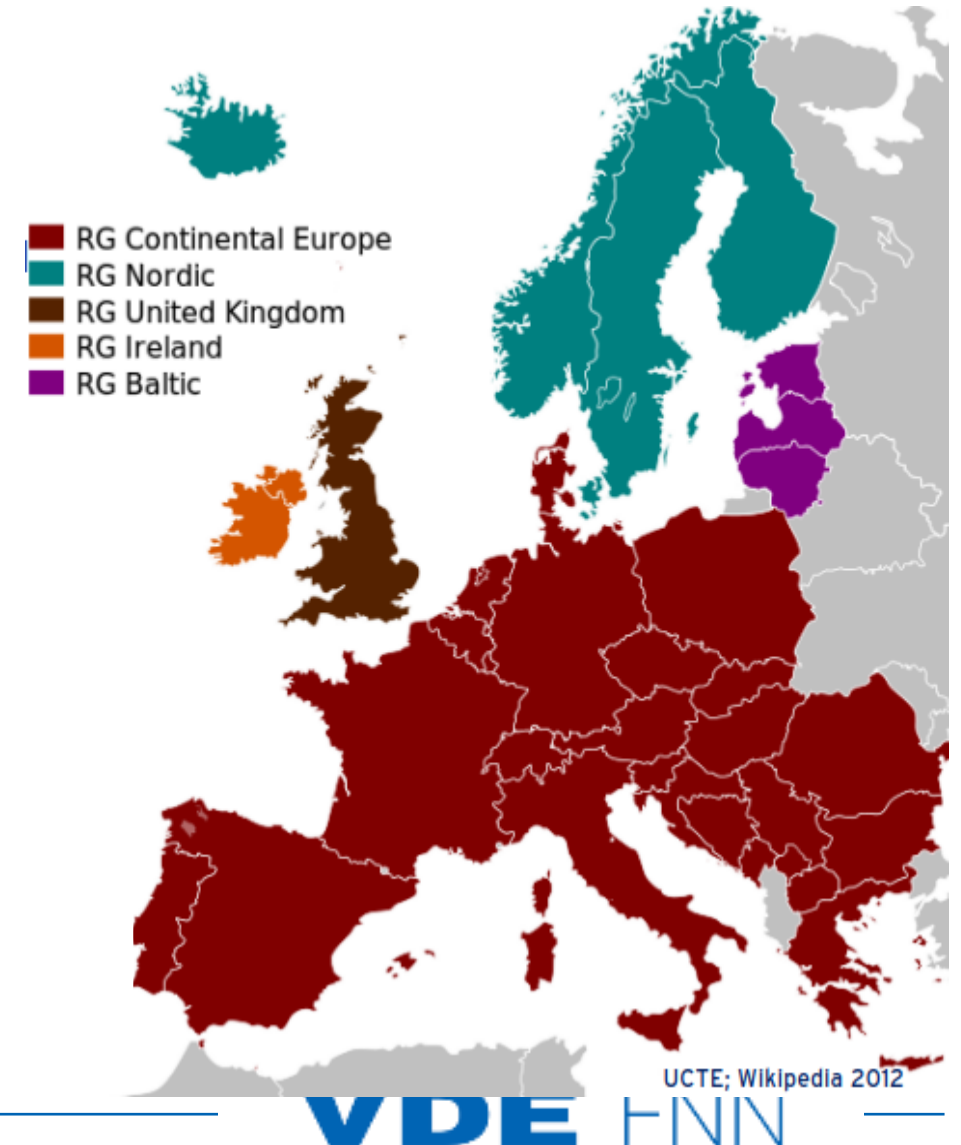 RG Continental Europe
RG Nordic
RG United Kingdom
RG Ireland
RG Baltic
UCTE; Wikipedia 2012
VDE FNN